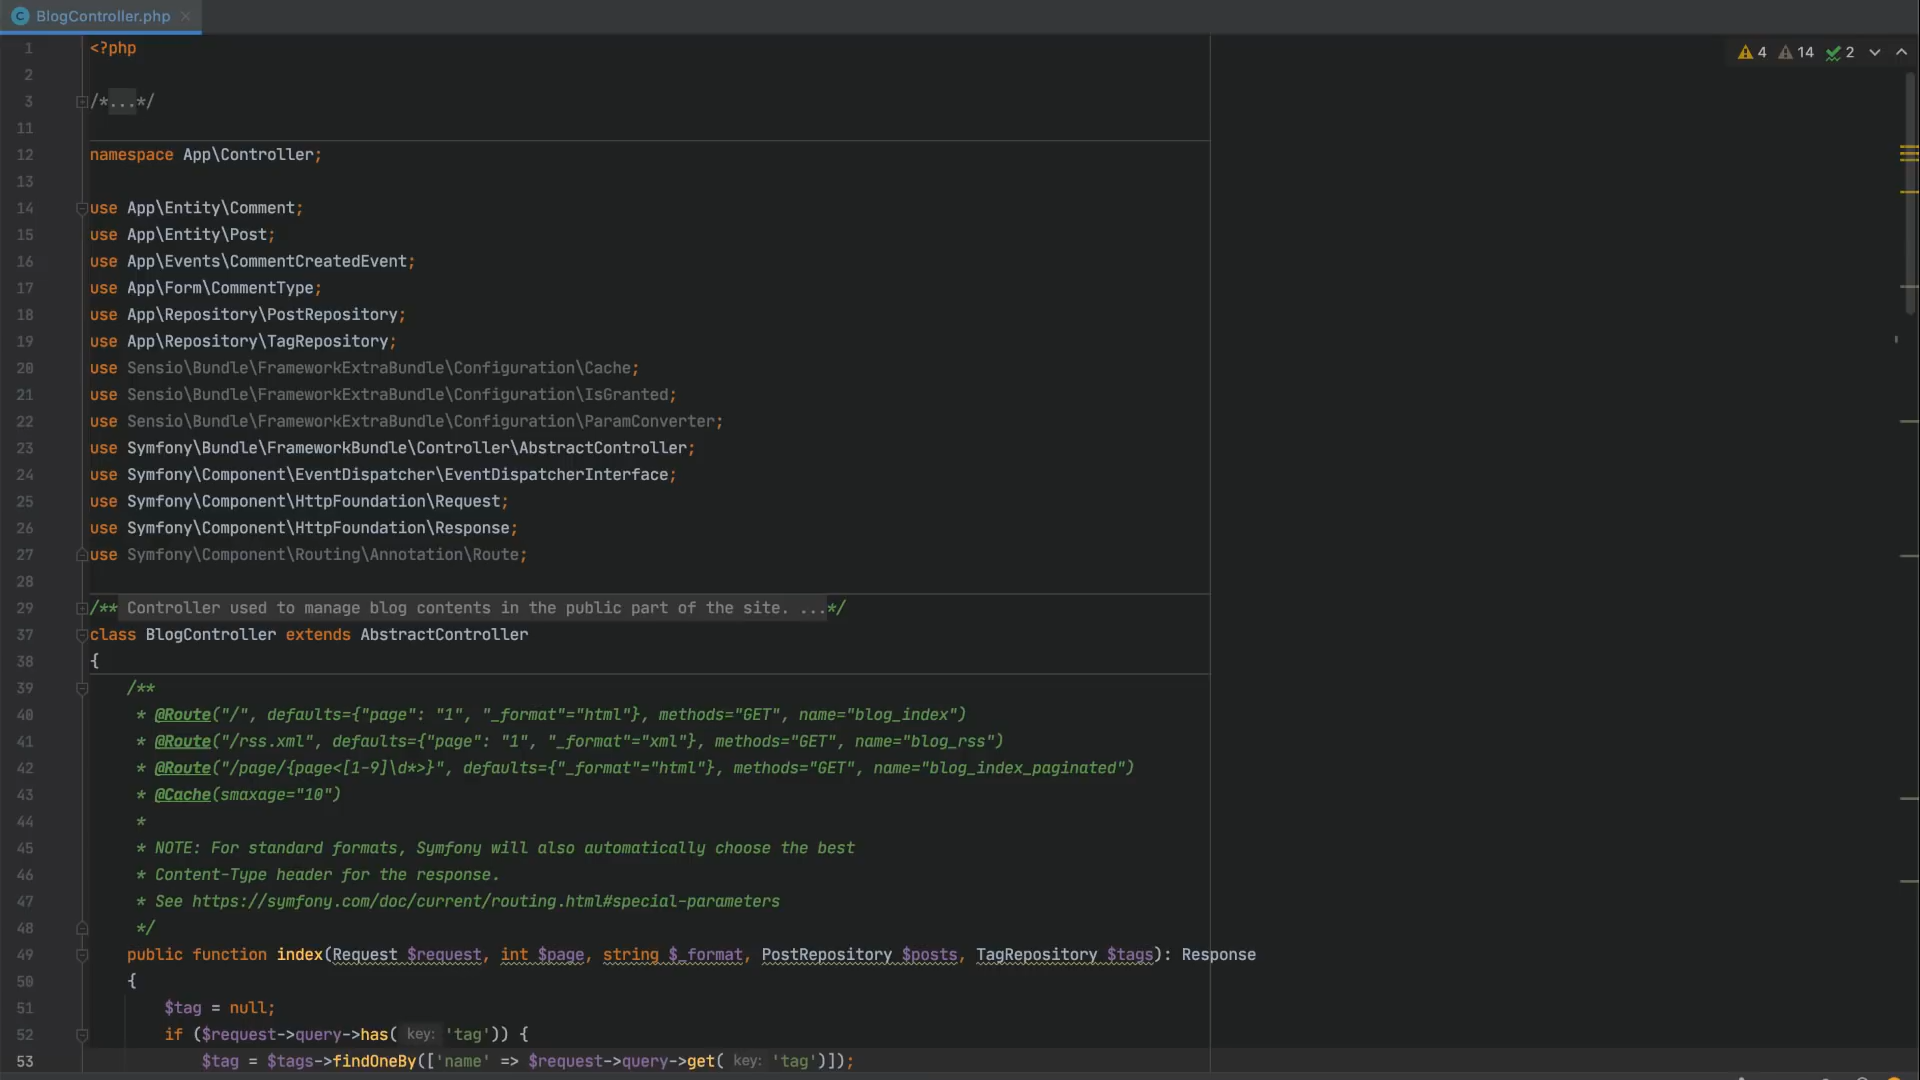 BlogController.php
4 14 2
1 <?php
2
3 /*...*/
11
12 namespace App\Controller;
13
14 use App\Entity\Comment;
15 use App\Entity\Post;
16 use App\Events\CommentCreatedEvent;
17 use App\Form\CommentType;
18 use App\Repository\PostRepository;
19 use App\Repository\TagRepository;
20 use Sensio\Bundle\FrameworkExtraBundle\Configuration\Cache;
21 use Sensio\Bundle\FrameworkExtraBundle\Configuration\IsGranted;
22 use Sensio\Bundle\FrameworkExtraBundle\Configuration\ParamConverter;
23 use Symfony\Bundle\FrameworkBundle\Controller\AbstractController;
24 use Symfony\Component\EventDispatcher\EventDispatcherInterface;
25 use Symfony\Component\HttpFoundation\Request;
26 use Symfony\Component\HttpFoundation\Response;
27 use Symfony\Component\Routing\Annotation\Route;
28
29 /** Controller used to manage blog contents in the public part of the site. ...*/
37 class BlogController extends AbstractController
38 {
39 /**
40 * @Route("/", defaults={"page": "1", "_format"="html"}, methods="GET", name="blog_index")
41 * @Route("/rss.xml", defaults={"page": "1", "_format"="xml"}, methods="GET", name="blog_rss")
42 * @Route("/page/{page<[1-9]\d*>}", defaults={"_format"="html"}, methods="GET", name="blog_index_paginated")
43 * @Cache(smaxage="10")
44 *
45 * NOTE: For standard formats, Symfony will also automatically choose the best
46 * Content-Type header for the response.
47 * See https://symfony.com/doc/current/routing.html#special-parameters
48 */
49 public function index(Request $request, int $page, string $_format, PostRepository $posts, TagRepository $tags): Response
50 {
51 $tag = null;
52 if ($request->query->has( key: 'tag')) {
53 $tag = $tags->findOneBy(['name' => $request->query->get( key: 'tag')]);